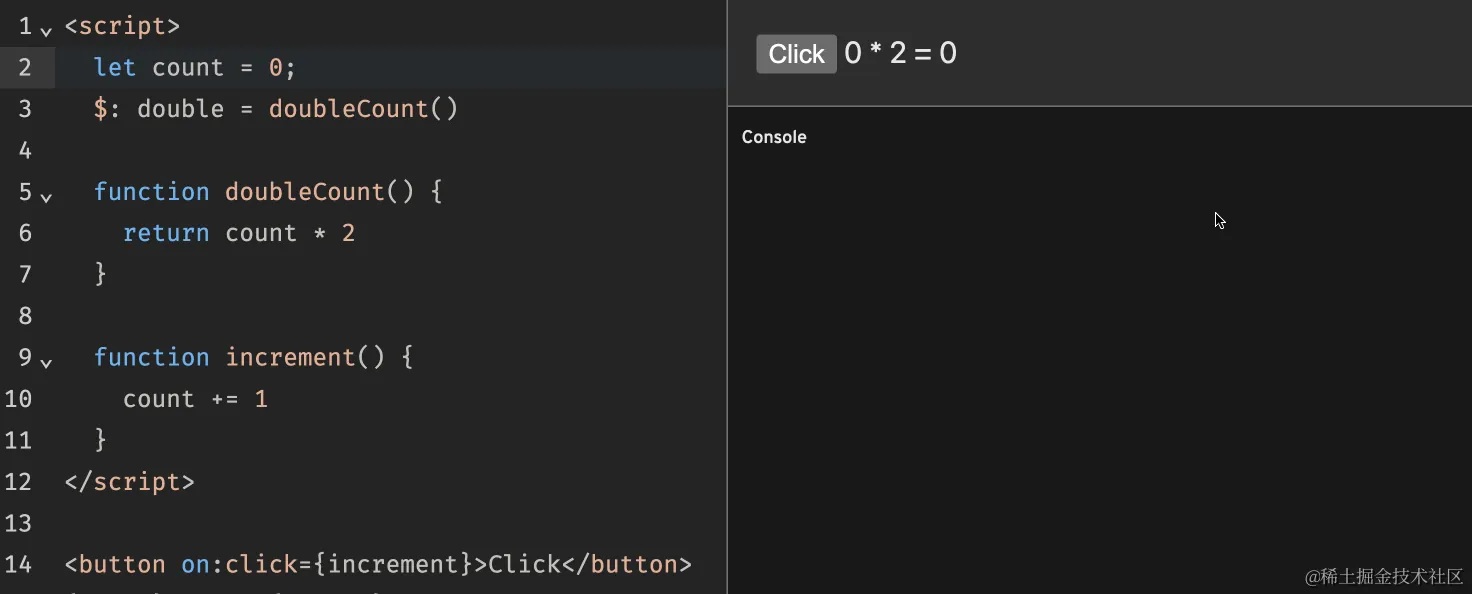 1 <script>
2 let count = 0;
3 $: double = doubleCount()
4
5 function doubleCount() {
6 return count * 2
7 }
8
9 function increment() {
10 count += 1
11 }
12 </script>
13
14 <button on:click={increment}>Click</button>
Click 0 * 2 = 0
Console
@稀土掘金技术社区